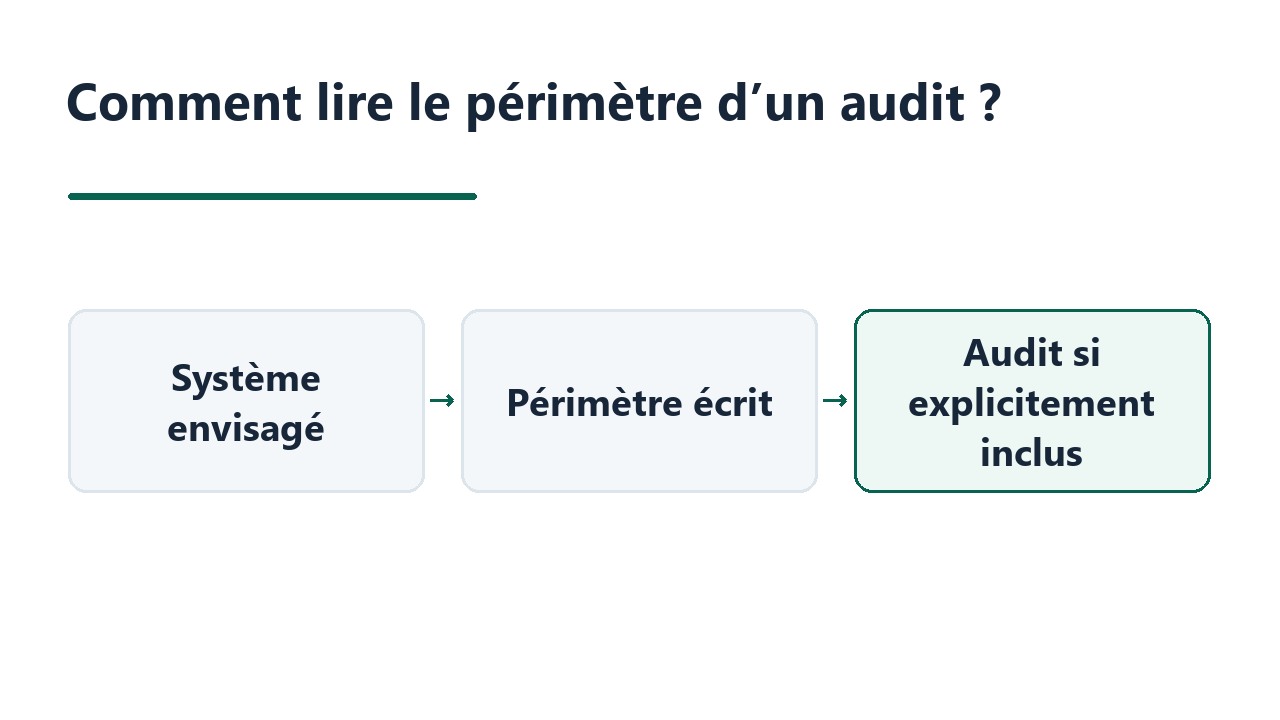 Comment lire le périmètre d’un audit ?
Système
envisagé
→
Périmètre écrit
→
Audit si
explicitement
inclus